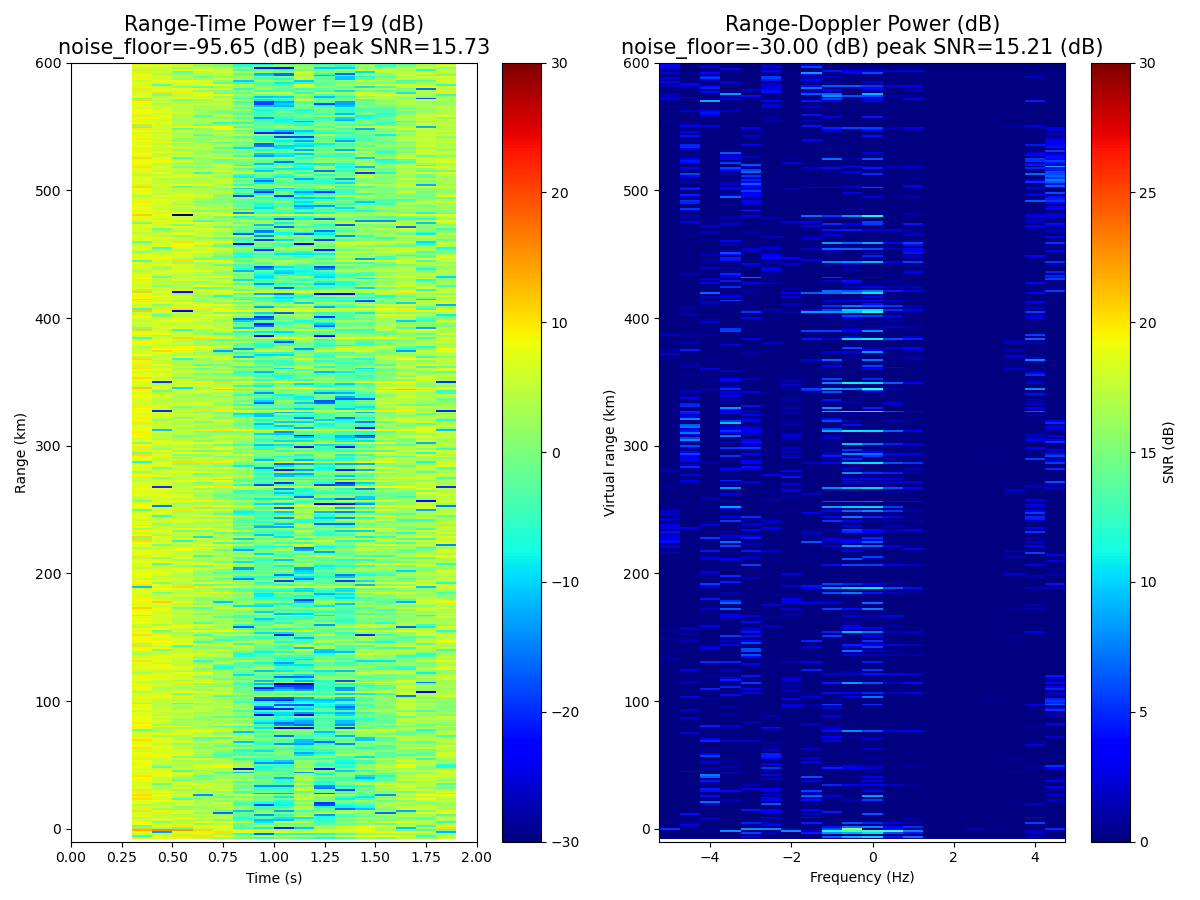 Range-Time Power f=19 (dB)
noise_floor=-95.65 (dB) peak SNR=15.73
600
500
400
300
200
100
0
Range (km)
0.00 0.25 0.50 0.75 1.00 1.25 1.50 1.75 2.00
Time (s)
30
20
10
0
−10
−20
−30
Range-Doppler Power (dB)
noise_floor=-30.00 (dB) peak SNR=15.21 (dB)
600
500
400
300
200
100
0
Virtual range (km)
−4 −2 0 2 4
Frequency (Hz)
30
25
20
15
10
5
0
SNR (dB)